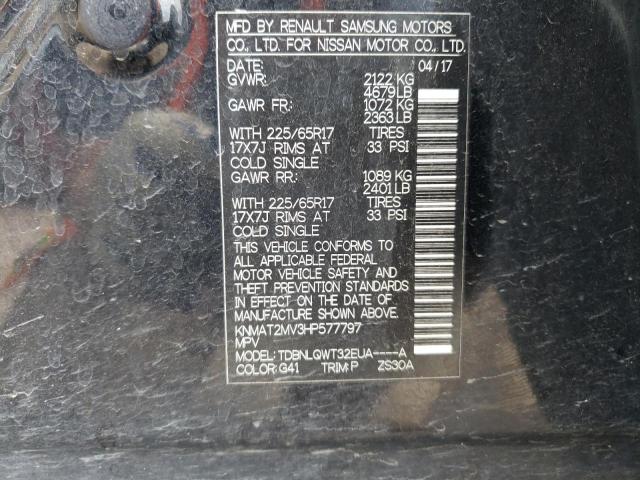 MFD BY RENAULT SAMSUNG MOTORS
CO., LTD. FOR NISSAN MOTOR CO., LTD.
DATE: 04/17
GVWR: 2122 KG
4679 LB
GAWR FR: 1072 KG
2363 LB
WITH 225/65R17 TIRES
17X7J RIMS AT 33 PSI
COLD SINGLE
GAWR RR: 1089 KG
2401 LB
WITH 225/65R17 TIRES
17X7J RIMS AT 33 PSI
COLD SINGLE
THIS VEHICLE CONFORMS TO
ALL APPLICABLE FEDERAL
MOTOR VEHICLE SAFETY AND
THEFT PREVENTION STANDARDS
IN EFFECT ON THE DATE OF
MANUFACTURE SHOWN ABOVE.
KNMAT2MV3HP577797
MPV
MODEL: TDBNLQWT32EUA----A
COLOR: G41 TRIM: P ZS30A